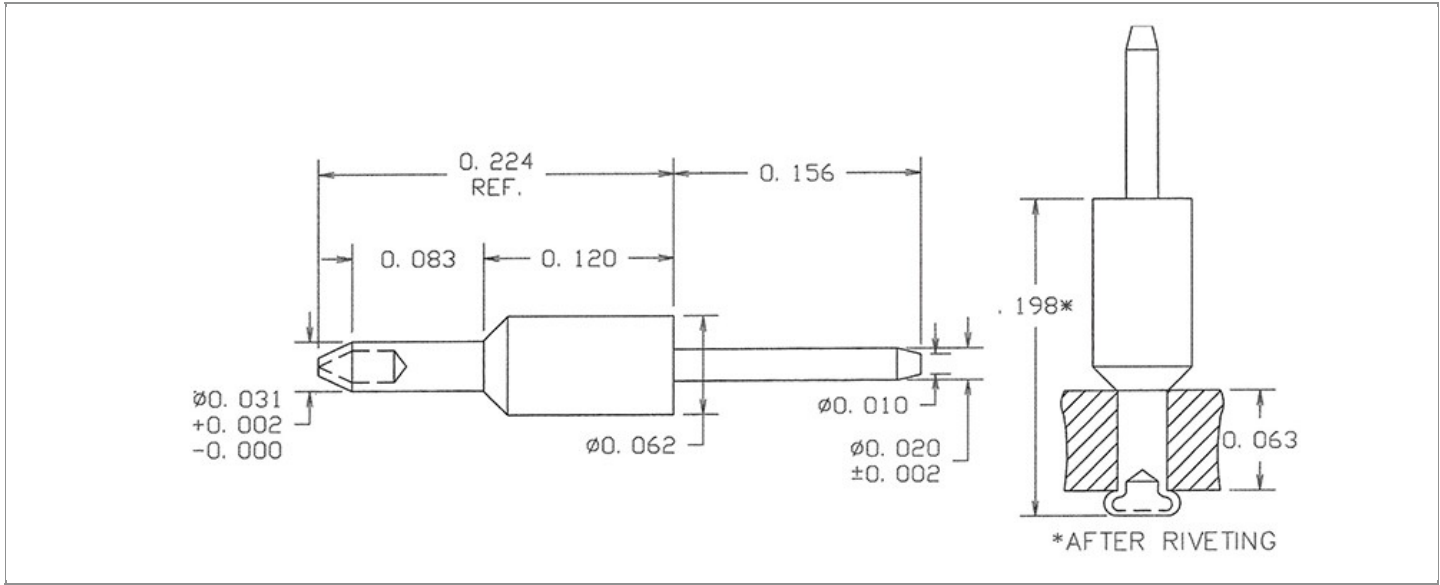 0. 224
REF.
0. 156
0. 083
0. 120
. 198*
Ø0. 031
+0. 002
-0. 000
Ø0. 062
Ø0. 010
Ø0. 020
±0. 002
0. 063
*AFTER RIVETING